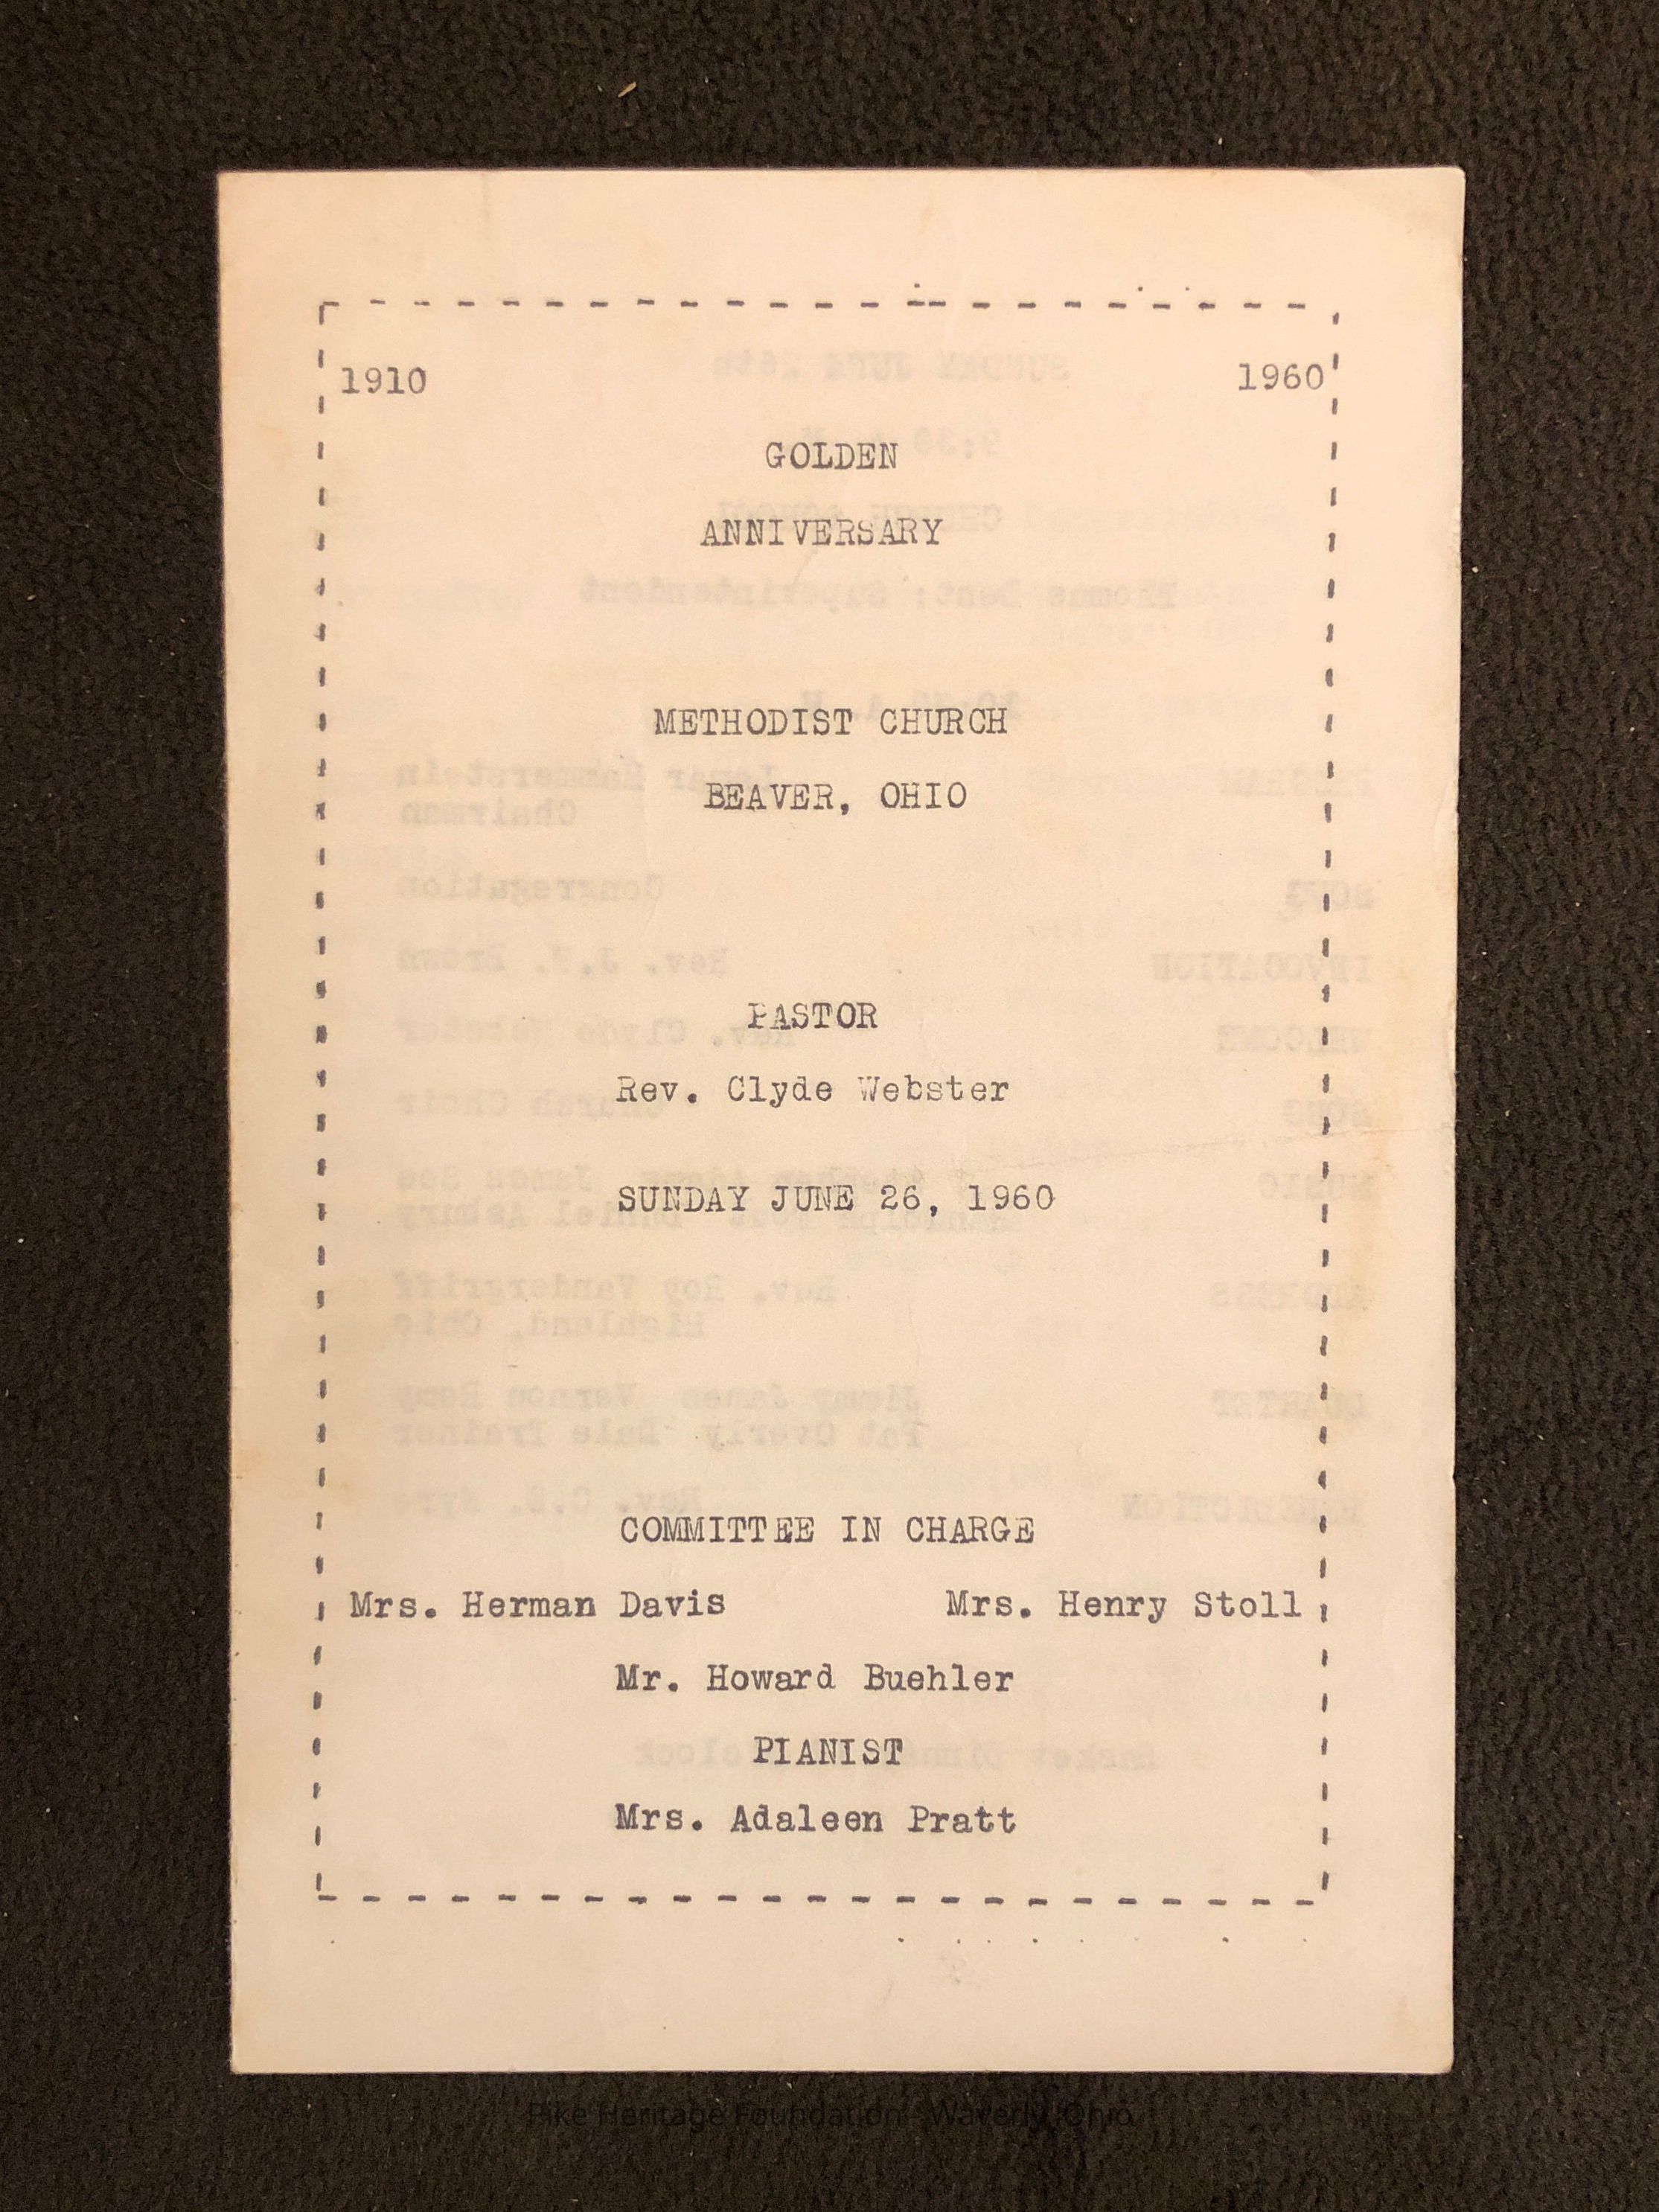 1910 1960
GOLDEN
ANNIVERSARY
METHODIST CHURCH
BEAVER, OHIO
PASTOR
Rev. Clyde Webster
SUNDAY JUNE 26, 1960
COMMITTEE IN CHARGE
Mrs. Herman Davis Mrs. Henry Stoll
Mr. Howard Buehler
PIANIST
Mrs. Adaleen Pratt
Pike Heritage Foundation - Waverly, Ohio